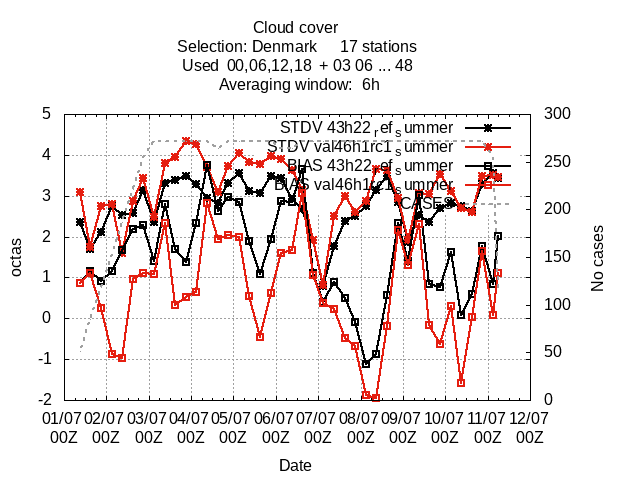 Cloud cover
Selection: Denmark 17 stations
Used 00,06,12,18 + 03 06 ... 48
Averaging window: 6h
5
4
3
2
1
0
-1
-2
octas
300
250
200
150
100
50
0
No cases
STDV 43h22_ref_summer
STDV val46h1rc1_summer
BIAS 43h22_ref_summer
BIAS val46h1rc1_summer
CASES
01/07 02/07 03/07 04/07 05/07 06/07 07/07 08/07 09/07 10/07 11/07 12/07
00Z 00Z 00Z 00Z 00Z 00Z 00Z 00Z 00Z 00Z 00Z 00Z
Date